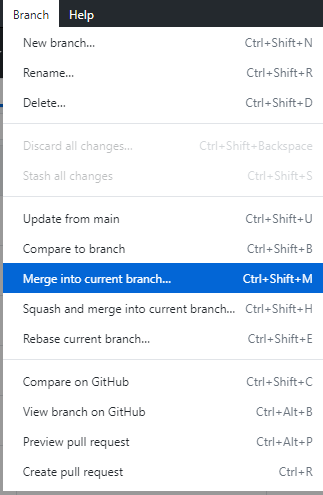 Branch Help
New branch... Ctrl+Shift+N
Rename... Ctrl+Shift+R
Delete... Ctrl+Shift+D
Discard all changes... Ctrl+Shift+Backspace
Stash all changes Ctrl+Shift+S
Update from main Ctrl+Shift+U
Compare to branch Ctrl+Shift+B
Merge into current branch... Ctrl+Shift+M
Squash and merge into current branch... Ctrl+Shift+H
Rebase current branch... Ctrl+Shift+E
Compare on GitHub Ctrl+Shift+C
View branch on GitHub Ctrl+Alt+B
Preview pull request Ctrl+Alt+P
Create pull request Ctrl+R